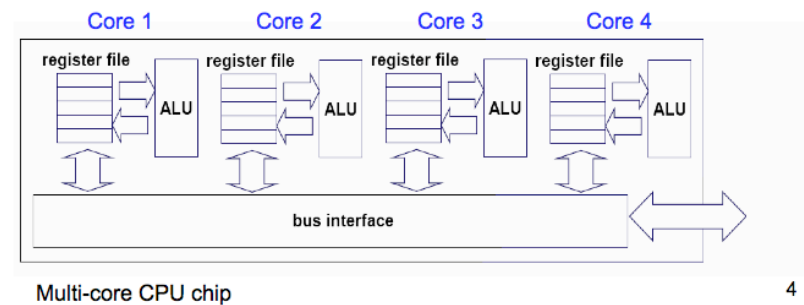 Core 1 Core 2 Core 3 Core 4
register file register file register file register file
ALU ALU ALU ALU
bus interface
Multi-core CPU chip
4